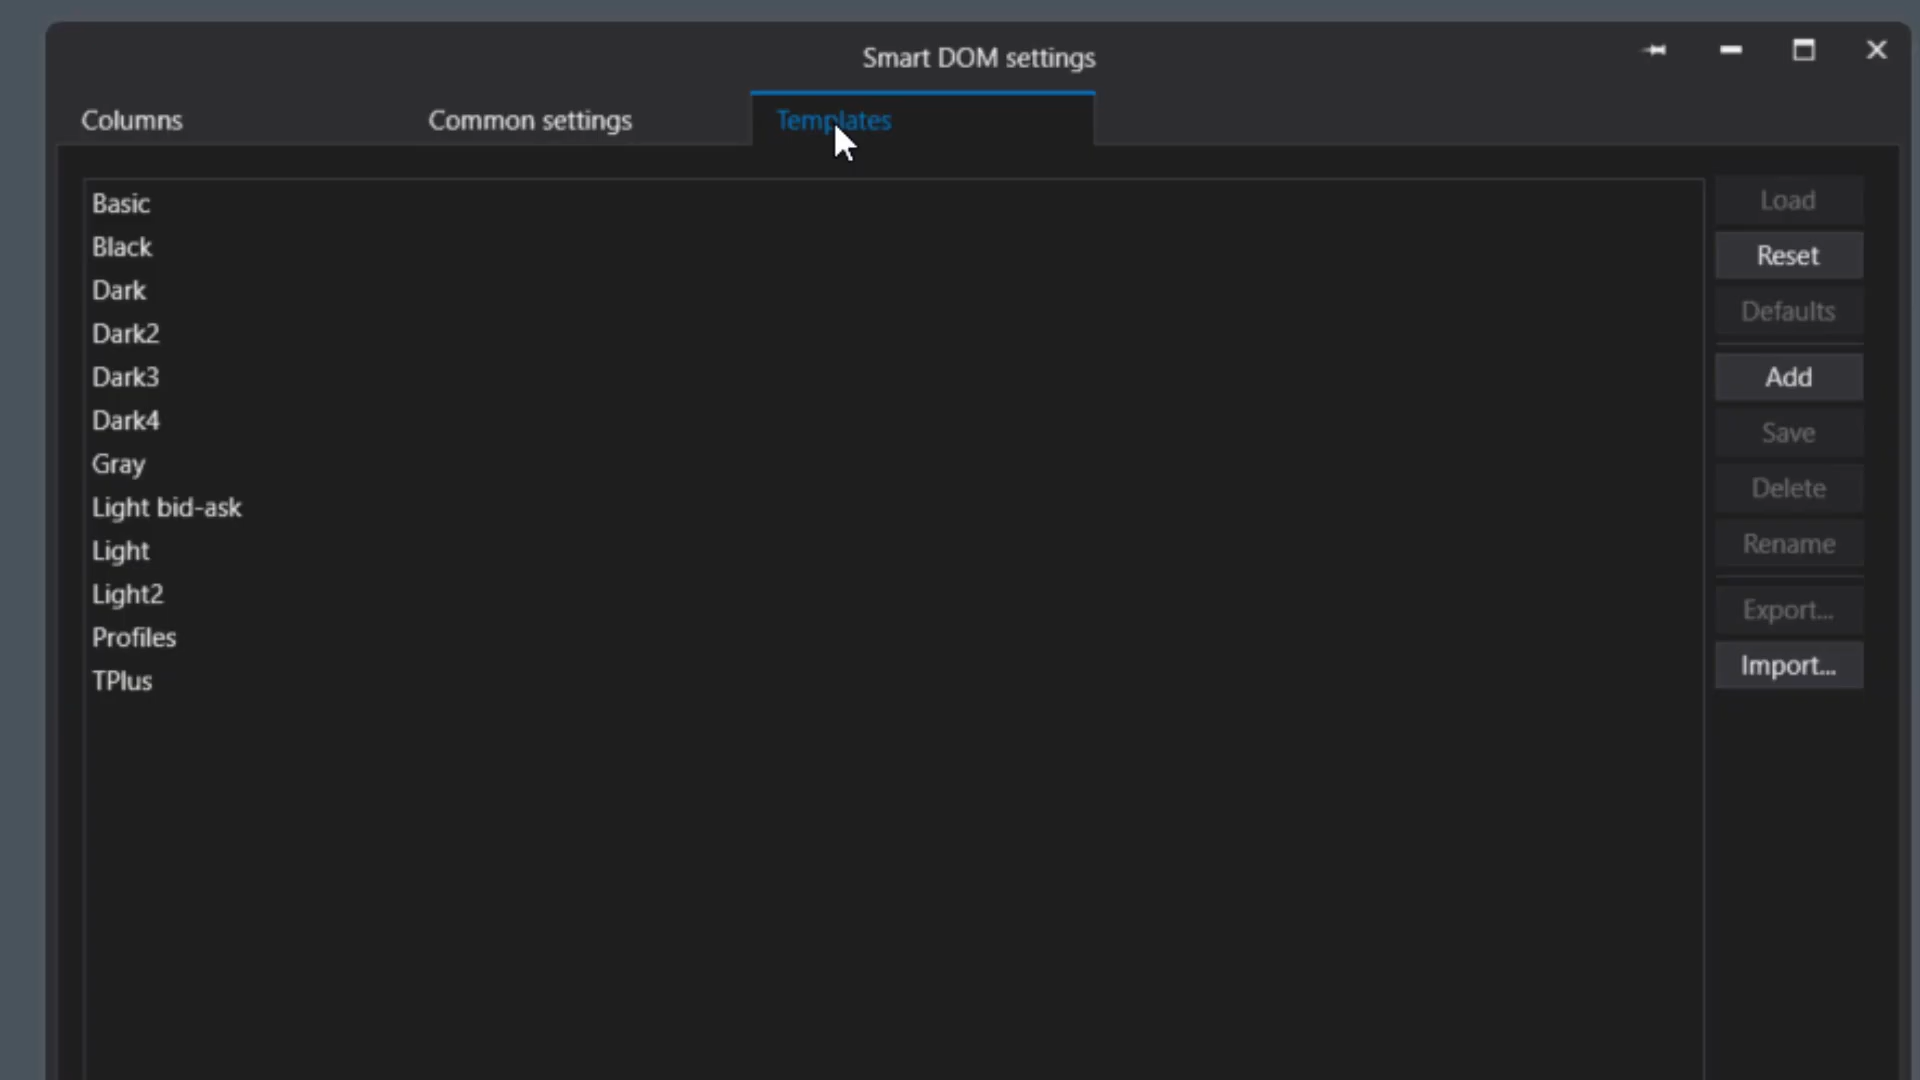 Smart DOM settings
Columns
Common settings
Templates
Basic
Black
Dark
Dark2
Dark3
Dark4
Gray
Light bid-ask
Light
Light2
Profiles
TPlus
Load
Reset
Defaults
Add
Save
Delete
Rename
Export...
Import...